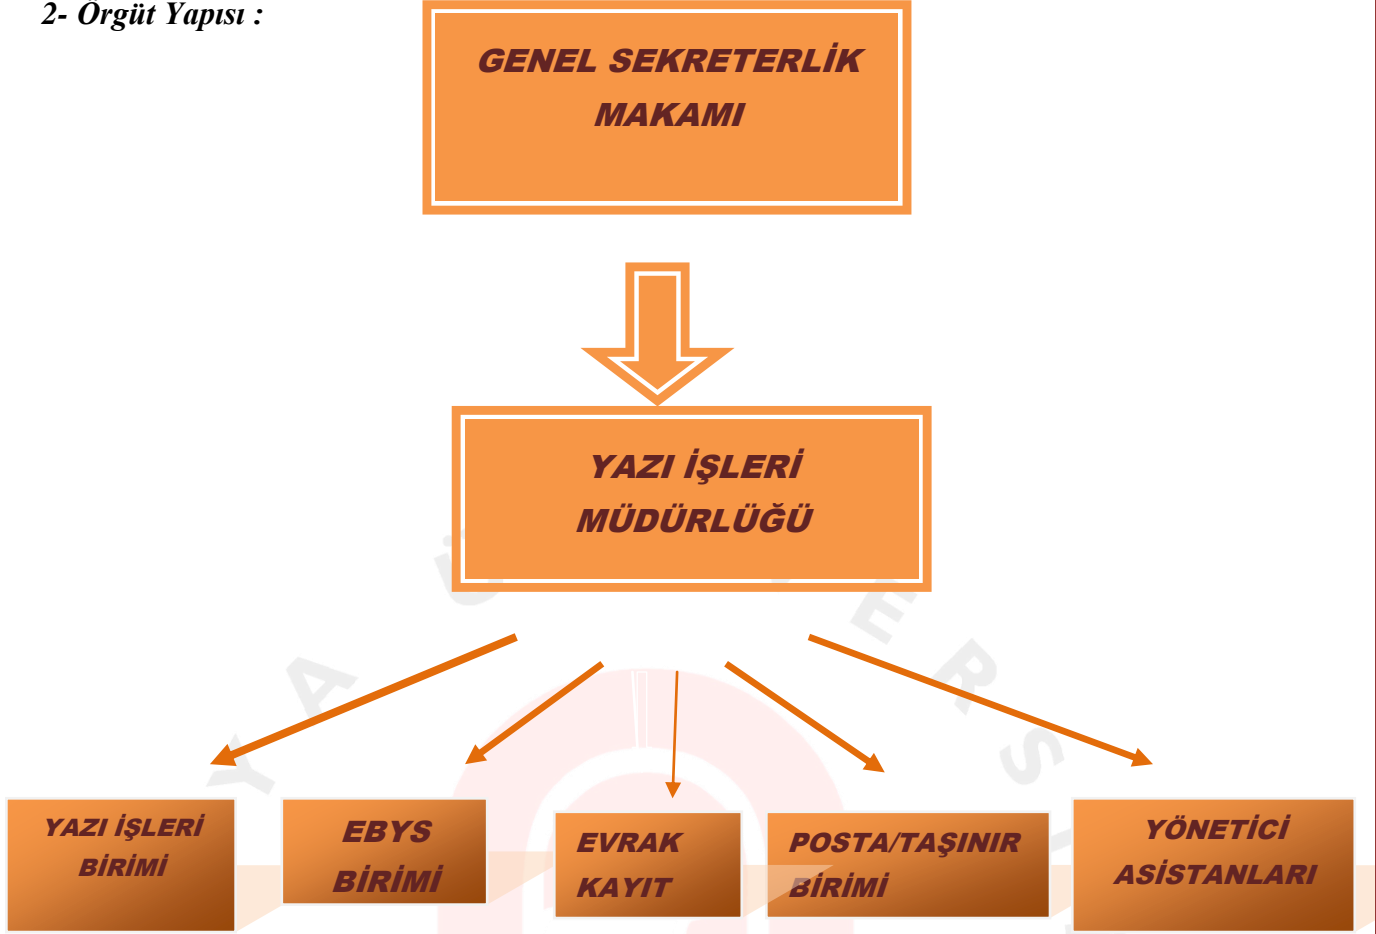 2- Örgüt Yapısı :
GENEL SEKRETERLİK
MAKAMI
YAZI İŞLERİ
MÜDÜRLÜĞÜ
YAZI İŞLERİ
BİRİMİ
EBYS
BİRİMİ
EVRAK
KAYIT
POSTA/TAŞINIR
BİRİMİ
YÖNETİCİ
ASİSTANLARI